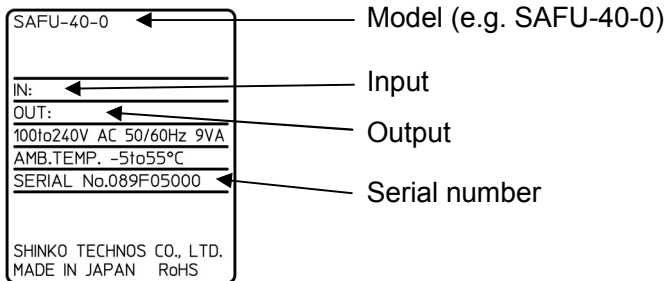 SAFU-40-0
Model (e.g. SAFU-40-0)
IN:
Input
OUT:
Output
100to240V AC 50/60Hz 9VA
AMB.TEMP. -5to55°C
SERIAL No.089F05000
Serial number
SHINKO TECHNOS CO., LTD.
MADE IN JAPAN RoHS